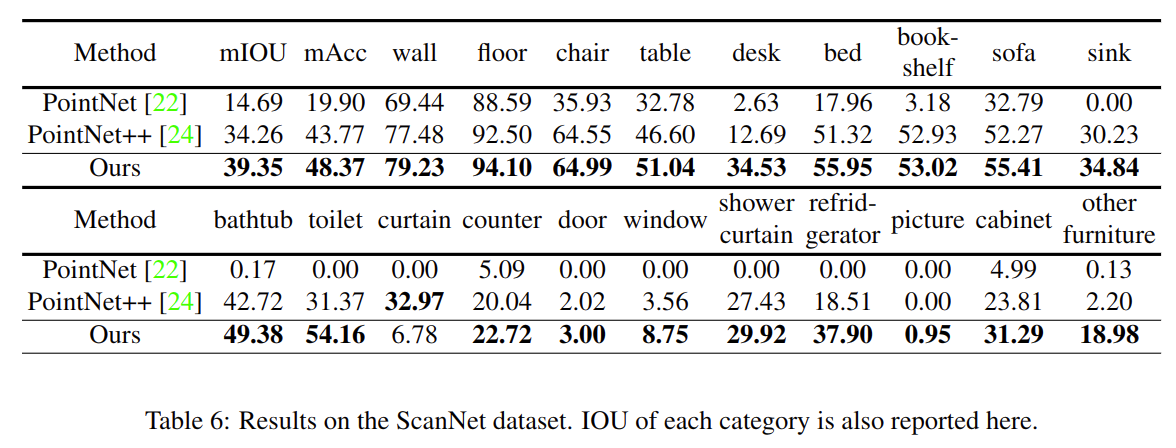 Method mIOU mAcc wall floor chair table desk bed book-shelf sofa sink
PointNet [22] 14.69 19.90 69.44 88.59 35.93 32.78 2.63 17.96 3.18 32.79 0.00
PointNet++ [24] 34.26 43.77 77.48 92.50 64.55 46.60 12.69 51.32 52.93 52.27 30.23
Ours 39.35 48.37 79.23 94.10 64.99 51.04 34.53 55.95 53.02 55.41 34.84
Method bathtub toilet curtain counter door window shower curtain refrid-gerator picture cabinet other furniture
PointNet [22] 0.17 0.00 0.00 5.09 0.00 0.00 0.00 0.00 0.00 4.99 0.13
PointNet++ [24] 42.72 31.37 32.97 20.04 2.02 3.56 27.43 18.51 0.00 23.81 2.20
Ours 49.38 54.16 6.78 22.72 3.00 8.75 29.92 37.90 0.95 31.29 18.98
Table 6: Results on the ScanNet dataset. IOU of each category is also reported here.